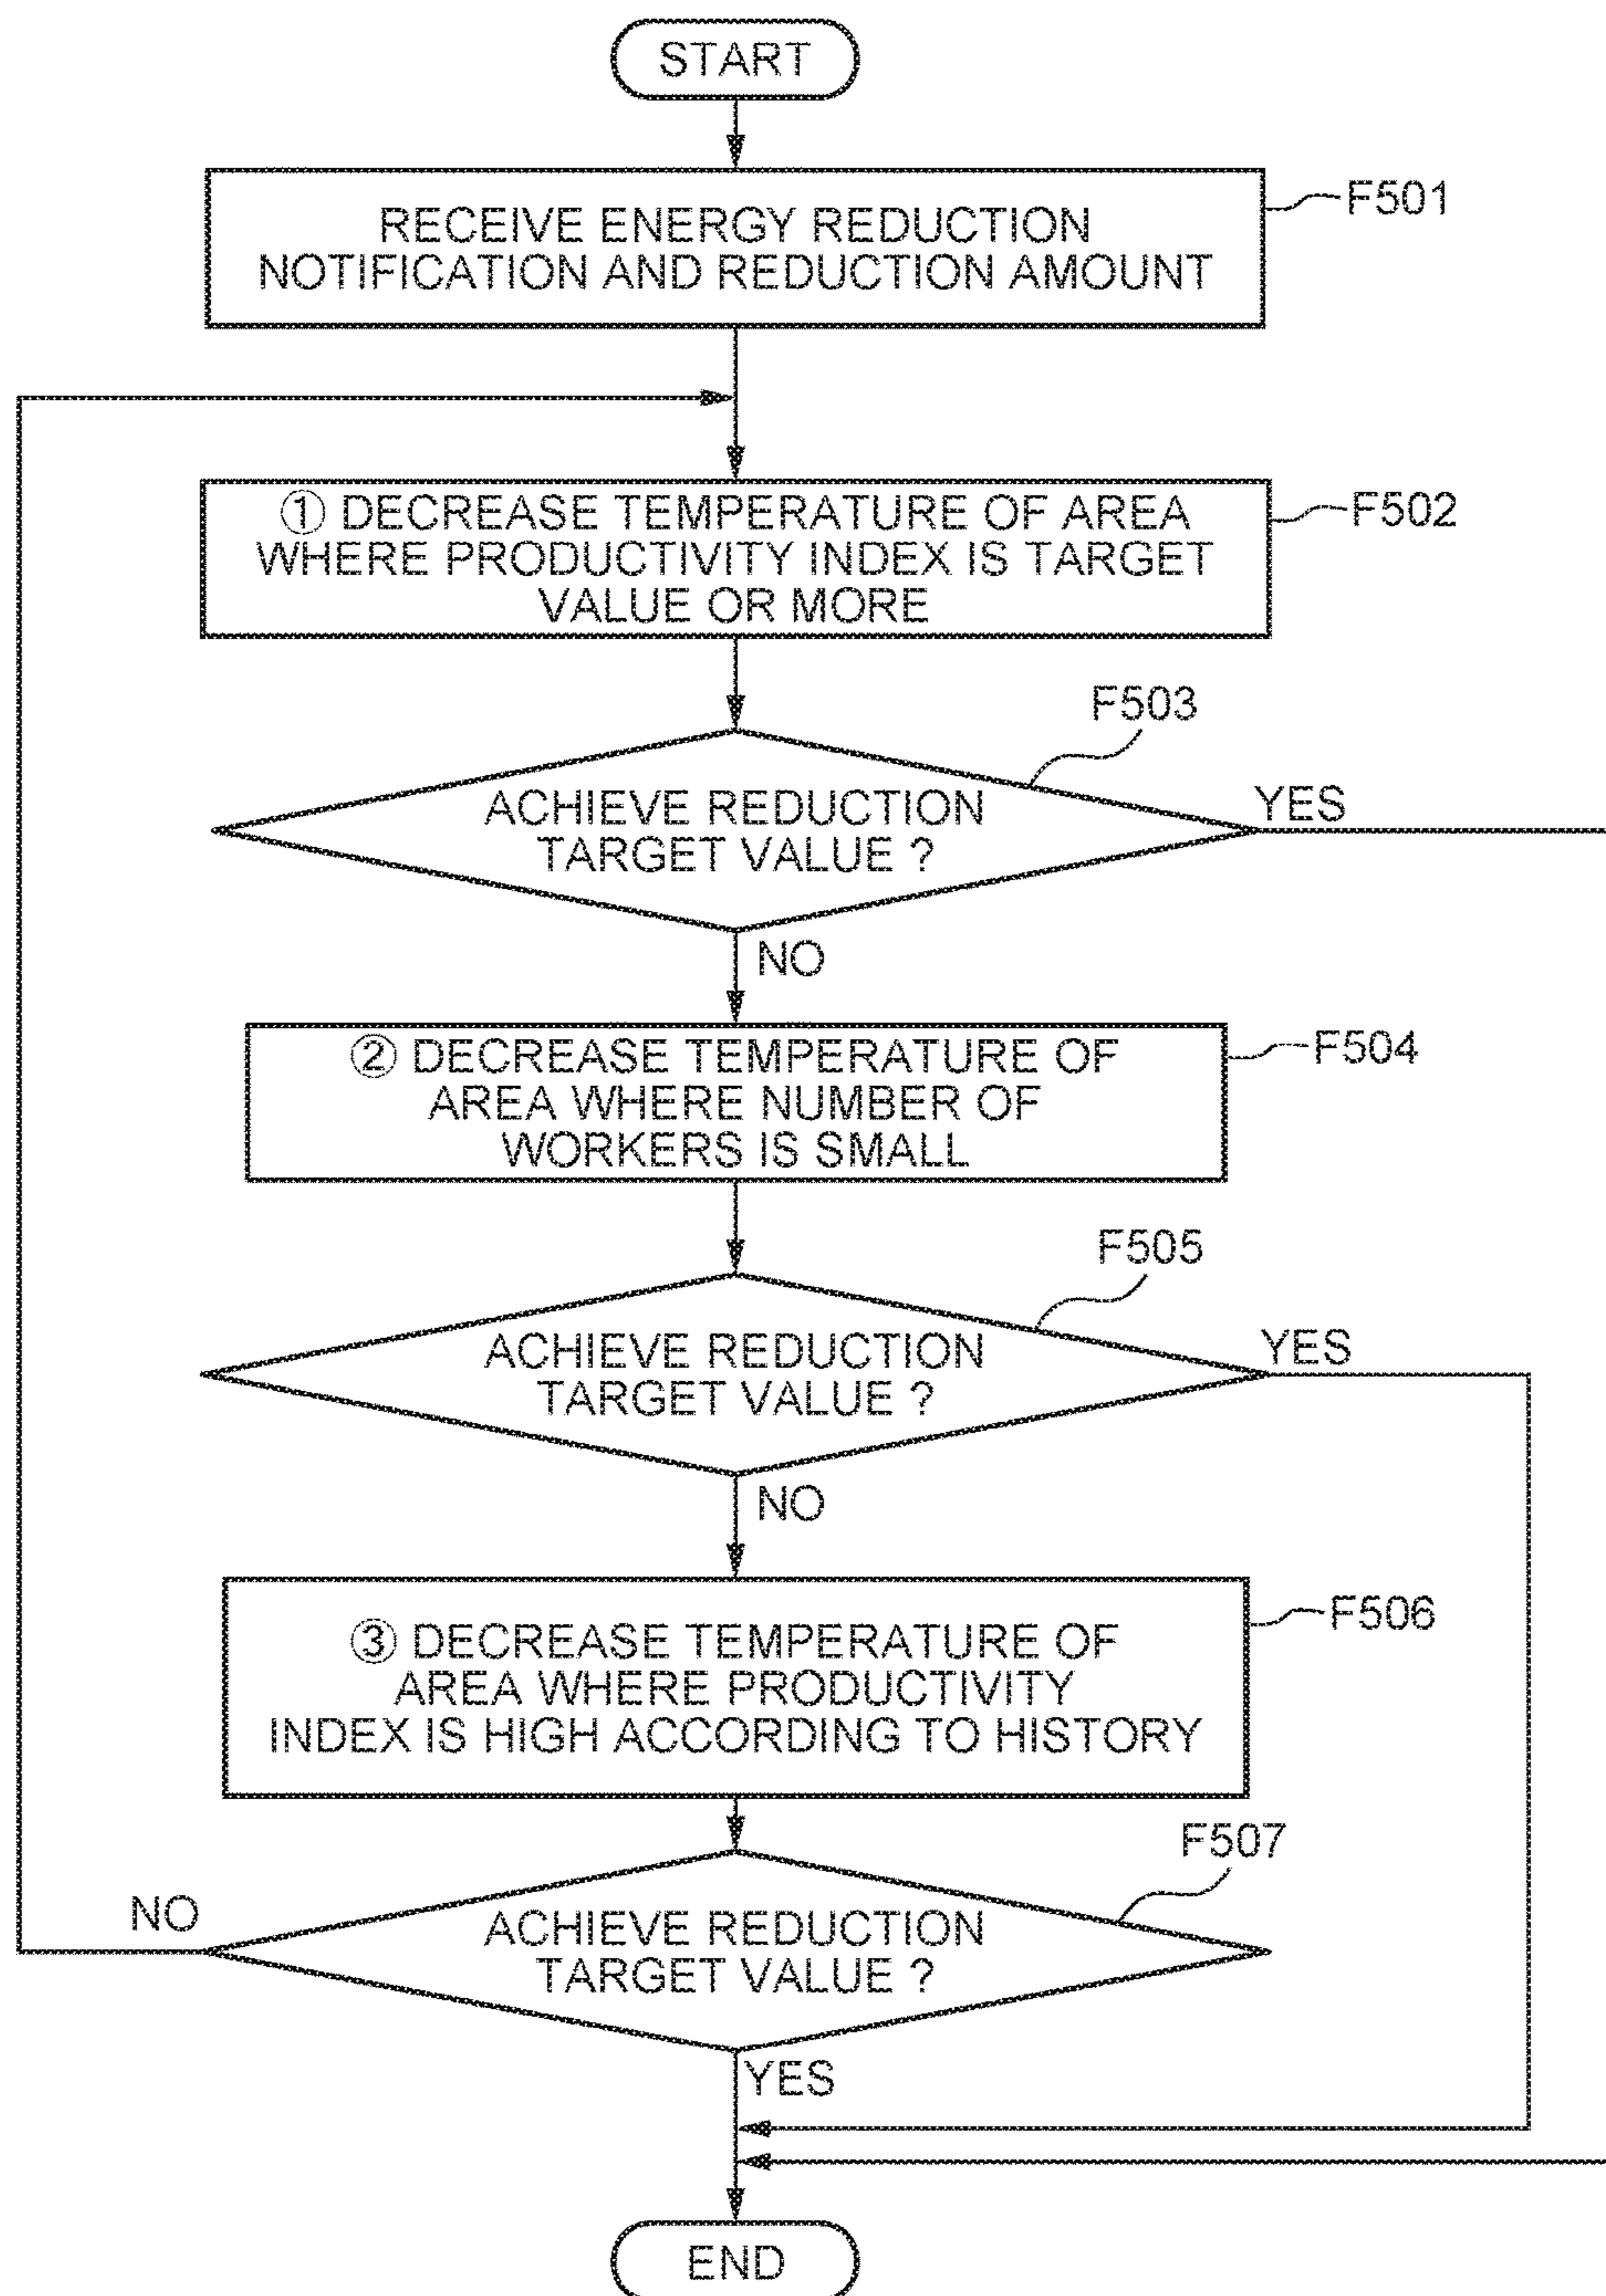 START
RECEIVE ENERGY REDUCTION
NOTIFICATION AND REDUCTION AMOUNT
F501
① DECREASE TEMPERATURE OF AREA
WHERE PRODUCTIVITY INDEX IS TARGET
VALUE OR MORE
F502
F503
ACHIEVE REDUCTION
TARGET VALUE ?
YES
NO
② DECREASE TEMPERATURE OF
AREA WHERE NUMBER OF
WORKERS IS SMALL
F504
F505
ACHIEVE REDUCTION
TARGET VALUE ?
YES
NO
③ DECREASE TEMPERATURE OF
AREA WHERE PRODUCTIVITY
INDEX IS HIGH ACCORDING TO HISTORY
F506
F507
NO
ACHIEVE REDUCTION
TARGET VALUE ?
YES
END